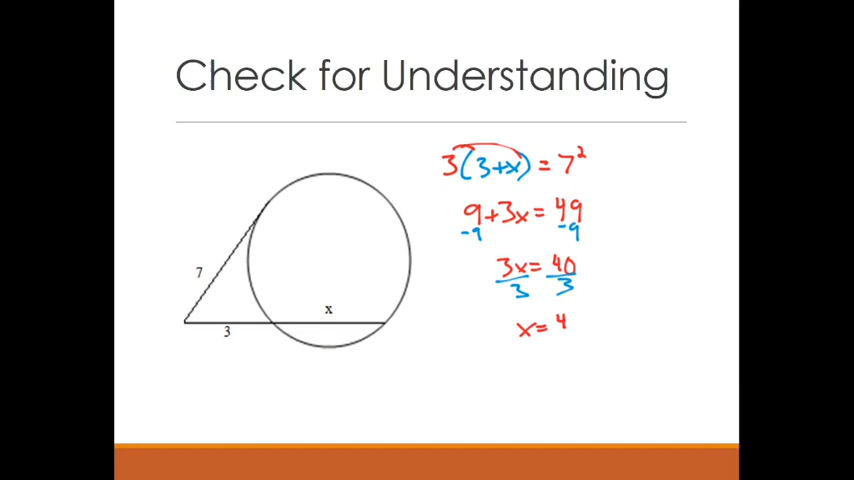 Check for Understanding
3(3+x) = 7²
9+3x = 49
-9 -9
3x = 40
3 3
x = 4
7
x
3